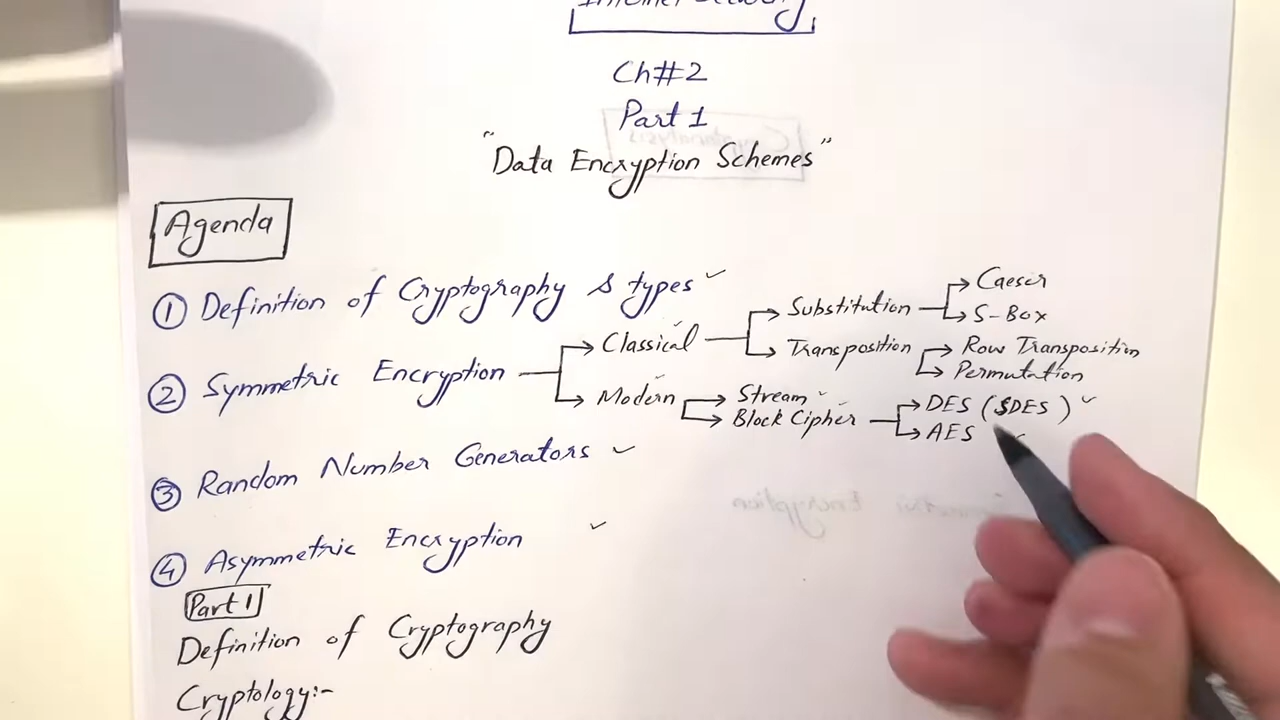 Ch#2
Part 1
"Data Encryption Schemes"
Agenda
① Definition of Cryptography & types ✓
② Symmetric Encryption
Classical
Substitution
Caeser
S-Box
Transposition
Row Transposition
Permutation
Modern
Stream
Block Cipher
DES (SDES)
AES
③ Random Number Generators ✓
④ Asymmetric Encryption ✓
Part 1
Definition of Cryptography
Cryptology:-